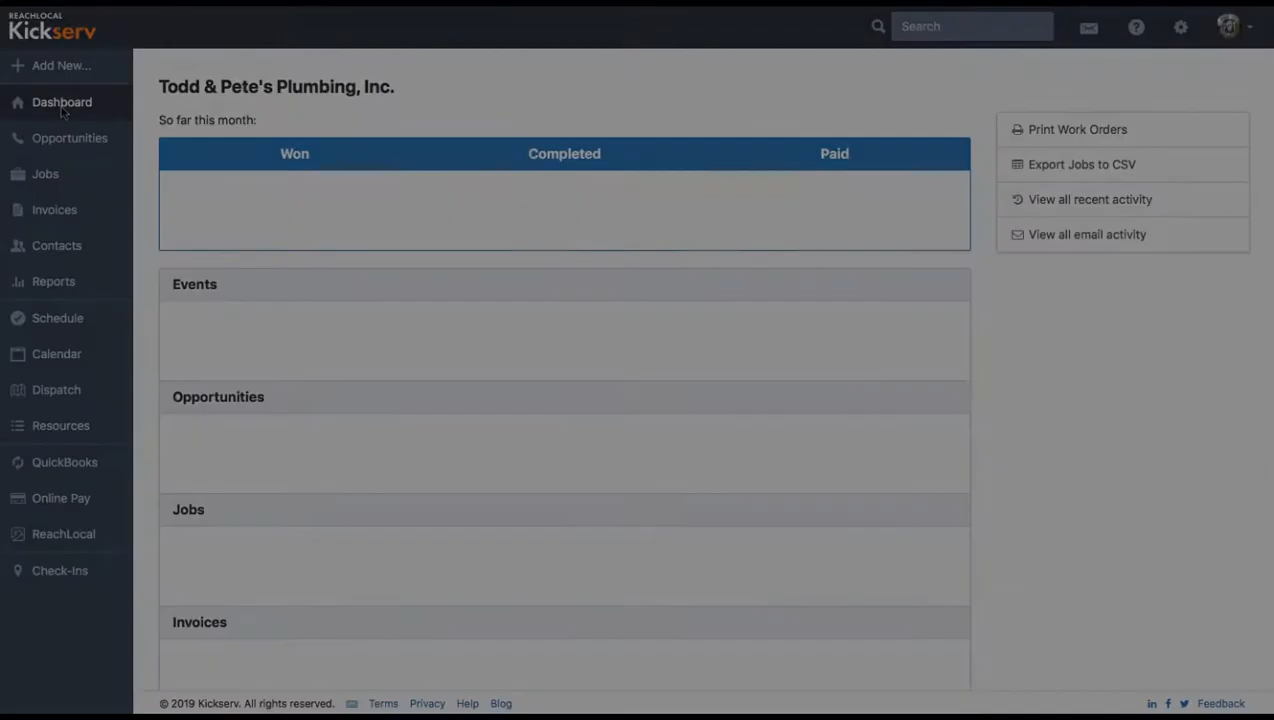 REACHLOCAL
Kickserv
Search
Add New...
Dashboard
Opportunities
Jobs
Invoices
Contacts
Reports
Schedule
Calendar
Dispatch
Resources
QuickBooks
Online Pay
ReachLocal
Check-Ins
Todd & Pete's Plumbing, Inc.
So far this month:
Won Completed Paid
Events
Opportunities
Jobs
Invoices
Print Work Orders
Export Jobs to CSV
View all recent activity
View all email activity
© 2019 Kickserv. All rights reserved. Terms Privacy Help Blog
Feedback